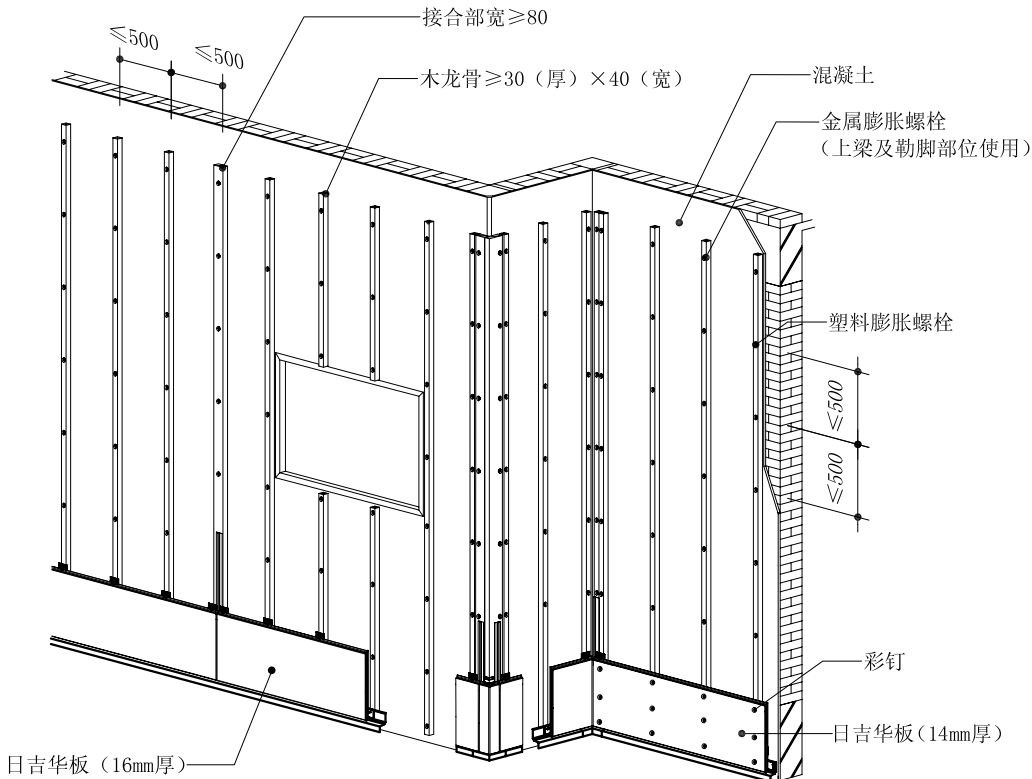 接合部宽≥80
≤500
≤500
木龙骨≥30（厚）×40（宽）
混凝土
金属膨胀螺栓
（上梁及勒脚部位使用）
塑料膨胀螺栓
≤500
≤500
彩钉
日吉华板（14mm厚）
日吉华板（16mm厚）